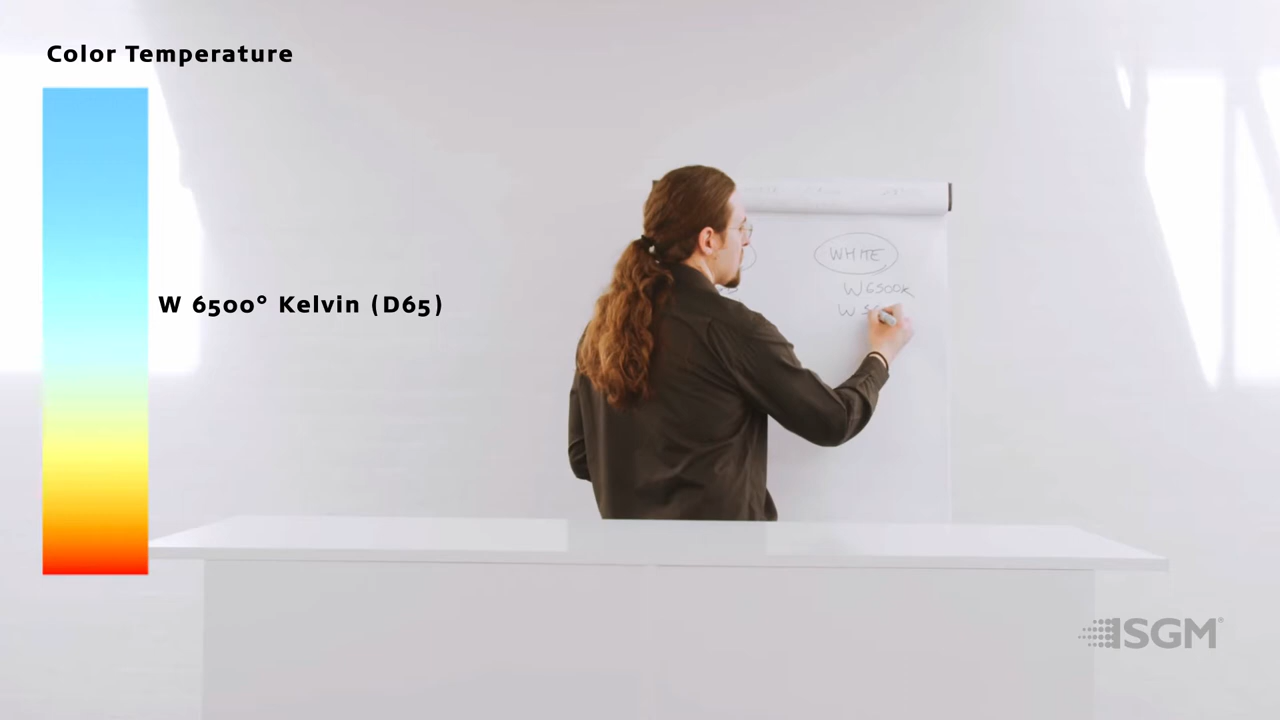 Color Temperature
W 6500° Kelvin (D65)
WHITE
W6500K
W
SGM®